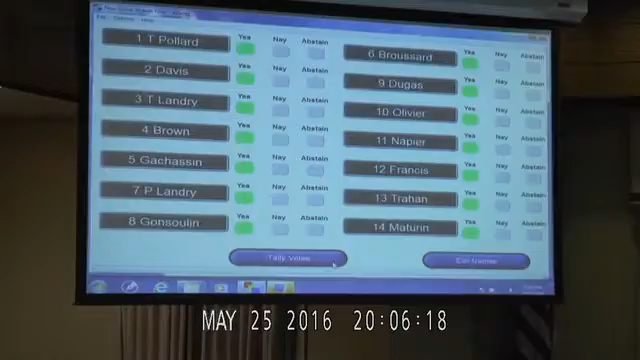 1 T Pollard Yea Nay Abstain
2 Davis Yea Nay Abstain
3 T Landry Yea Nay Abstain
4 Brown Yea Nay Abstain
5 Gachassin Yea Nay Abstain
7 P Landry Yea Nay Abstain
8 Gonsoulin Yea Nay Abstain
6 Broussard Yea Nay Abstain
9 Dugas Yea Nay Abstain
10 Olivier Yea Nay Abstain
11 Napier Yea Nay Abstain
12 Francis Yea Nay Abstain
13 Trahan Yea Nay Abstain
14 Maturin Yea Nay Abstain
Tally Votes
MAY 25 2016 20:06:18